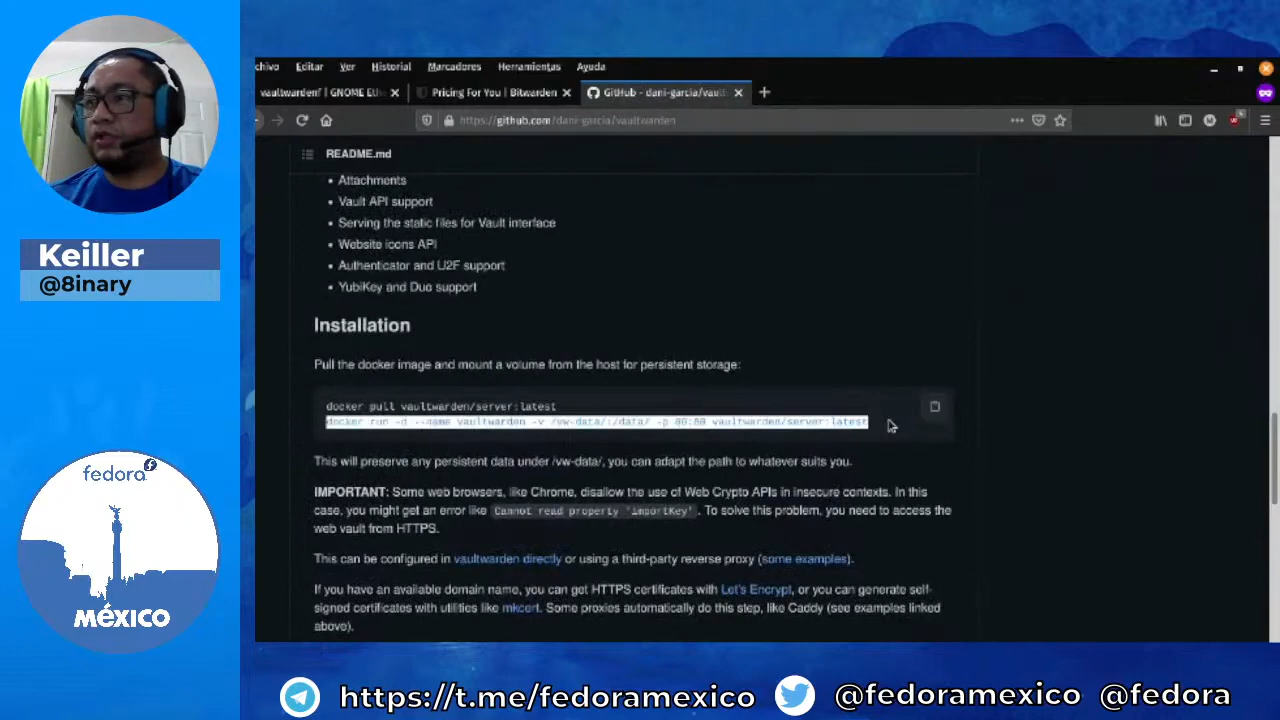 Keiller
@8inary
fedora
MÉXICO
chivo Editar Ver Historial Marcadores Herramientas Ayuda
vaultwardenf | GNOME Ethe
Pricing For You | Bitwarden
GitHub - dani-garcia/vault
https://github.com/dani-garcia/vaultwarden
README.md
Attachments
Vault API support
Serving the static files for Vault interface
Website icons API
Authenticator and U2F support
YubiKey and Duo support
Installation
Pull the docker image and mount a volume from the host for persistent storage:
docker pull vaultwarden/server:latest
docker run -d --name vaultwarden -v /vw-data/:/data/ -p 80:80 vaultwarden/server:latest
This will preserve any persistent data under /vw-data/, you can adapt the path to whatever suits you.
IMPORTANT: Some web browsers, like Chrome, disallow the use of Web Crypto APIs in insecure contexts. In this
case, you might get an error like Cannot read property 'importKey'. To solve this problem, you need to access the
web vault from HTTPS.
This can be configured in vaultwarden directly or using a third-party reverse proxy (some examples).
If you have an available domain name, you can get HTTPS certificates with Let's Encrypt, or you can generate self-
signed certificates with utilities like mkcert. Some proxies automatically do this step, like Caddy (see examples linked
above).
https://t.me/fedoramexico @fedoramexico @fedora